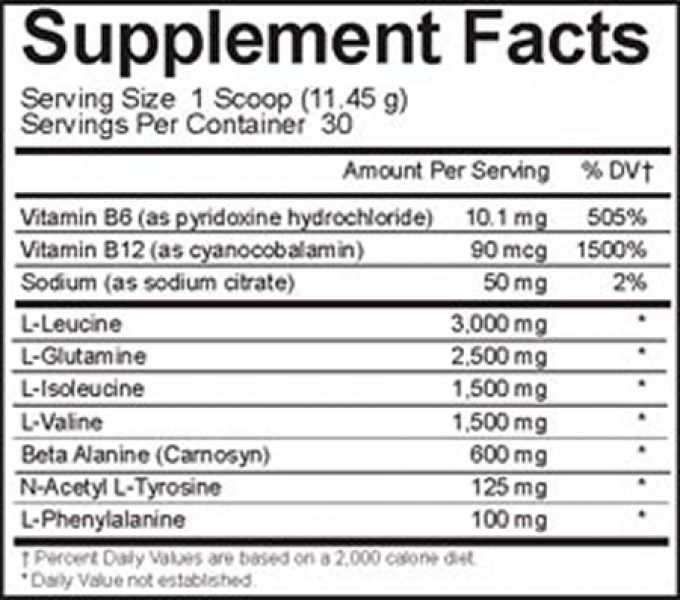 Supplement Facts
Serving Size 1 Scoop (11.45 g)
Servings Per Container 30
Amount Per Serving % DV†
Vitamin B6 (as pyridoxine hydrochloride) 10.1 mg 505%
Vitamin B12 (as cyanocobalamin) 90 mcg 1500%
Sodium (as sodium citrate) 50 mg 2%
L-Leucine 3,000 mg *
L-Glutamine 2,500 mg *
L-Isoleucine 1,500 mg *
L-Valine 1,500 mg *
Beta Alanine (Carnosyn) 600 mg *
N-Acetyl L-Tyrosine 125 mg *
L-Phenylalanine 100 mg *
† Percent Daily Values are based on a 2,000 calorie diet.
* Daily Value not established.